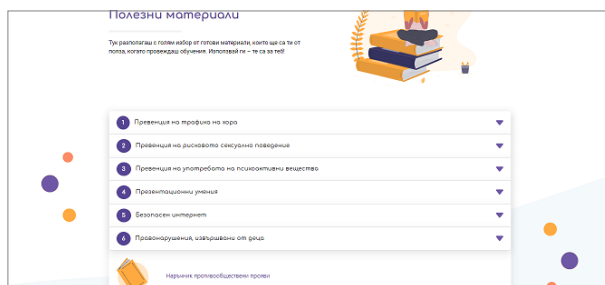 Полезни материали
Тук разполагаш с голям избор от готови материали, които ще са ти от
полза, когато провеждаш обучения. Използвай ги – те са за теб!
1 Превенция на трафика на хора
2 Превенция на рисковото сексуално поведение
3 Превенция на употребата на психоактивни вещества
4 Презентационни умения
5 Безопасен интернет
6 Правонарушения, извършвани от деца
Наръчник противообществени прояви